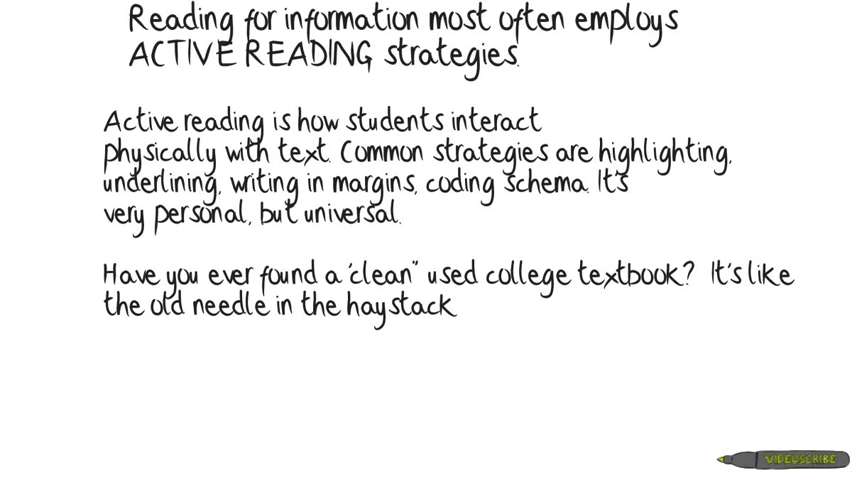 Reading for information most often employs
ACTIVE READING strategies.
Active reading is how students interact
physically with text. Common strategies are highlighting,
underlining, writing in margins, coding schema. It's
very personal, but universal.
Have you ever found a "clean" used college textbook? It's like
the old needle in the haystack
VIDEOSCRIBE